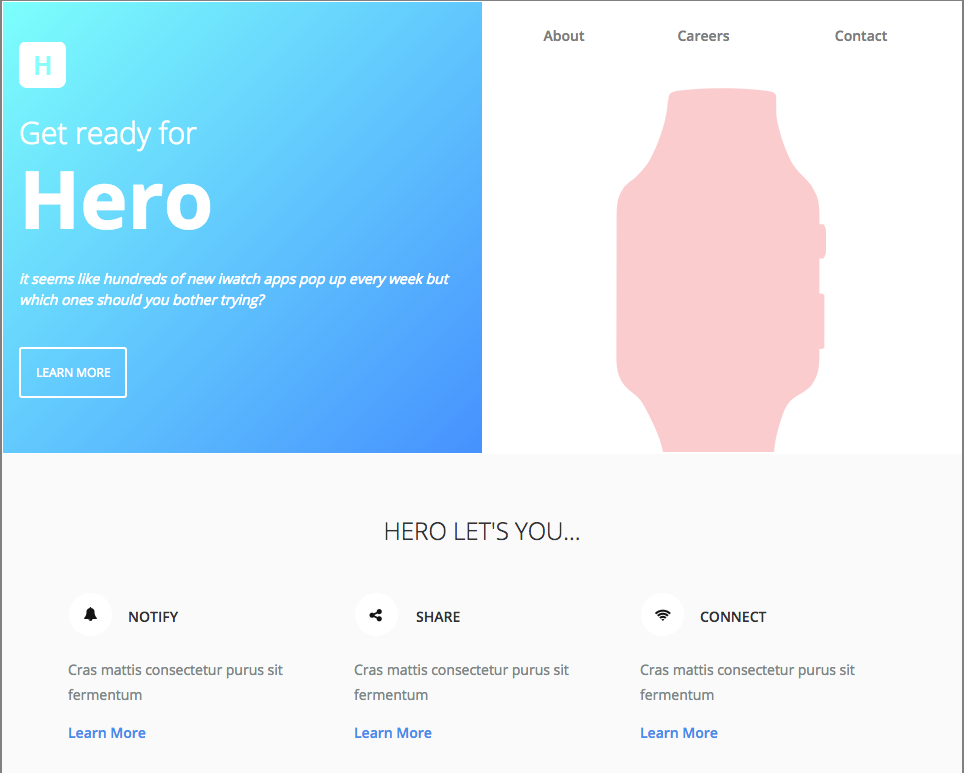 H
Get ready for
Hero
it seems like hundreds of new iwatch apps pop up every week but
which ones should you bother trying?
LEARN MORE
About Careers Contact
HERO LET'S YOU...
NOTIFY
Cras mattis consectetur purus sit
fermentum
Learn More
SHARE
Cras mattis consectetur purus sit
fermentum
Learn More
CONNECT
Cras mattis consectetur purus sit
fermentum
Learn More